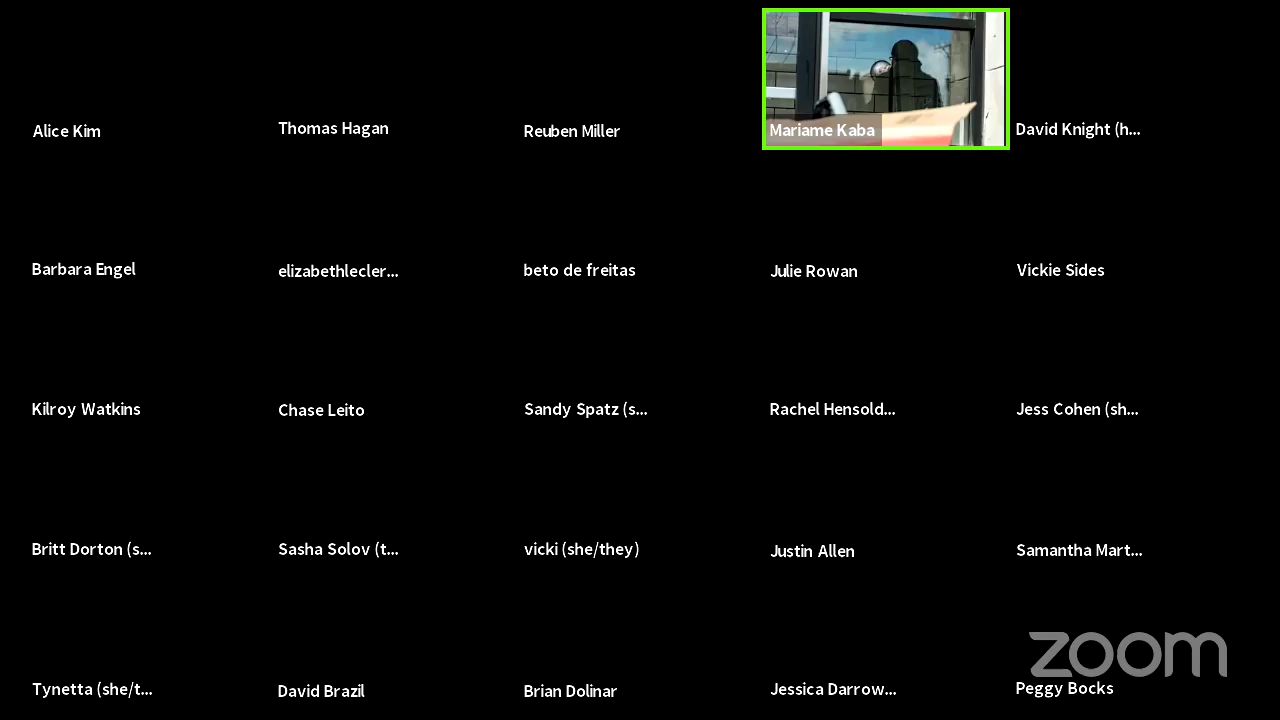 Alice Kim
Thomas Hagan
Reuben Miller
Mariame Kaba
David Knight (h...
Barbara Engel
elizabethlecler...
beto de freitas
Julie Rowan
Vickie Sides
Kilroy Watkins
Chase Leito
Sandy Spatz (s...
Rachel Hensold...
Jess Cohen (sh...
Britt Dorton (s...
Sasha Solov (t...
vicki (she/they)
Justin Allen
Samantha Mart...
zoom
Tynetta (she/t...
David Brazil
Brian Dolinar
Jessica Darrow...
Peggy Bocks